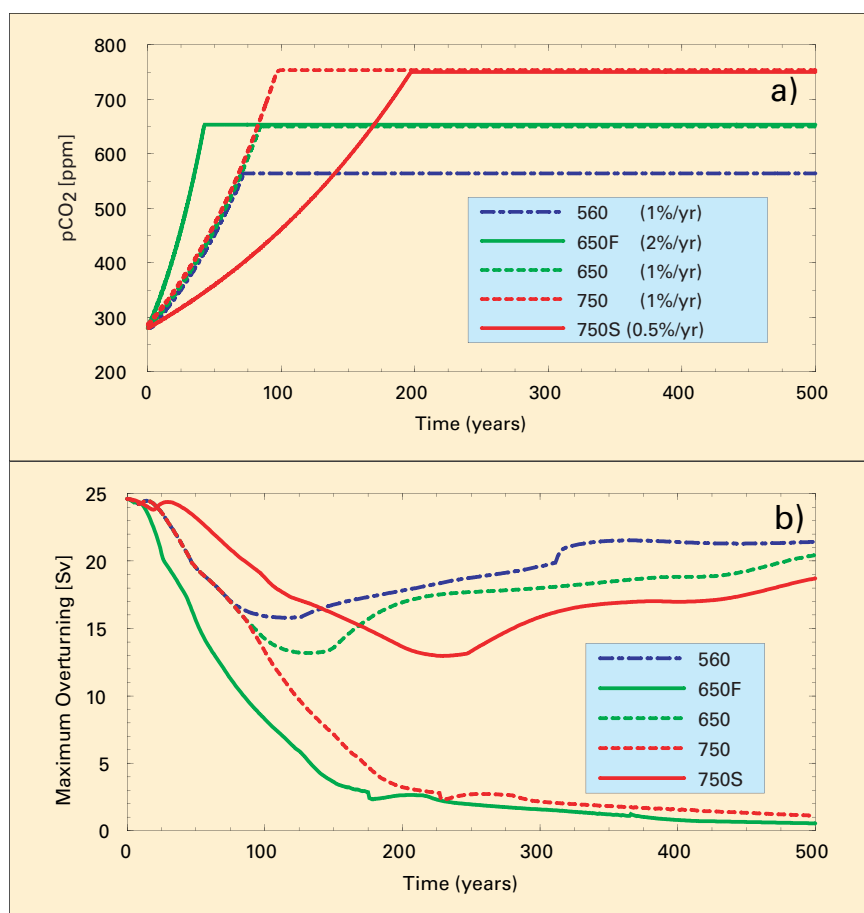 800
700
600
500
400
300
200
pCO2 [ppm]
a)
560 (1%/yr)
650F (2%/yr)
650 (1%/yr)
750 (1%/yr)
750S (0.5%/yr)
0 100 200 300 400 500
Time (years)
25
20
15
10
5
0
Maximum Overturning [Sv]
b)
560
650F
650
750
750S
0 100 200 300 400 500
Time (years)